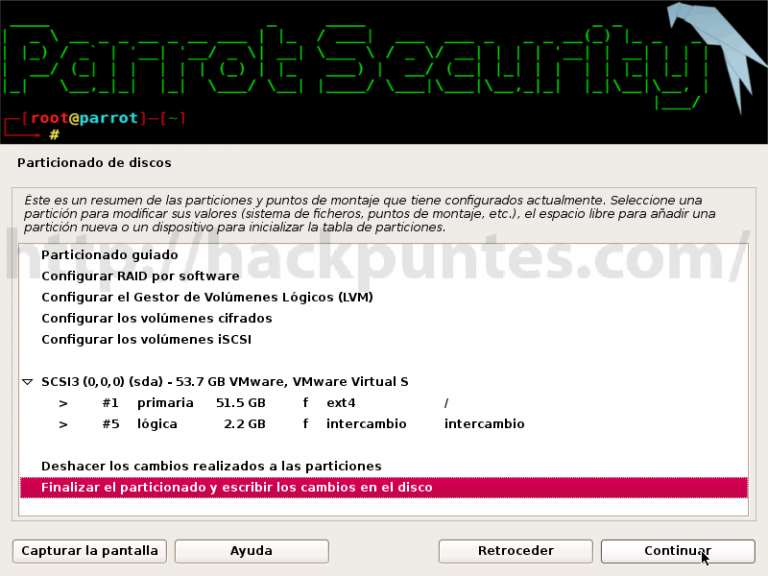 Parrot Security
[root@parrot]─[~]
#
Particionado de discos
Éste es un resumen de las particiones y puntos de montaje que tiene configurados actualmente. Seleccione una
partición para modificar sus valores (sistema de ficheros, puntos de montaje, etc.), el espacio libre para añadir una
partición nueva o un dispositivo para inicializar la tabla de particiones.
http://hackpuntes.com/
Particionado guiado
Configurar RAID por software
Configurar el Gestor de Volúmenes Lógicos (LVM)
Configurar los volúmenes cifrados
Configurar los volúmenes iSCSI
SCSI3 (0,0,0) (sda) - 53.7 GB VMware, VMware Virtual S
> #1 primaria 51.5 GB f ext4 /
> #5 lógica 2.2 GB f intercambio intercambio
Deshacer los cambios realizados a las particiones
Finalizar el particionado y escribir los cambios en el disco
Capturar la pantalla Ayuda Retroceder Continuar